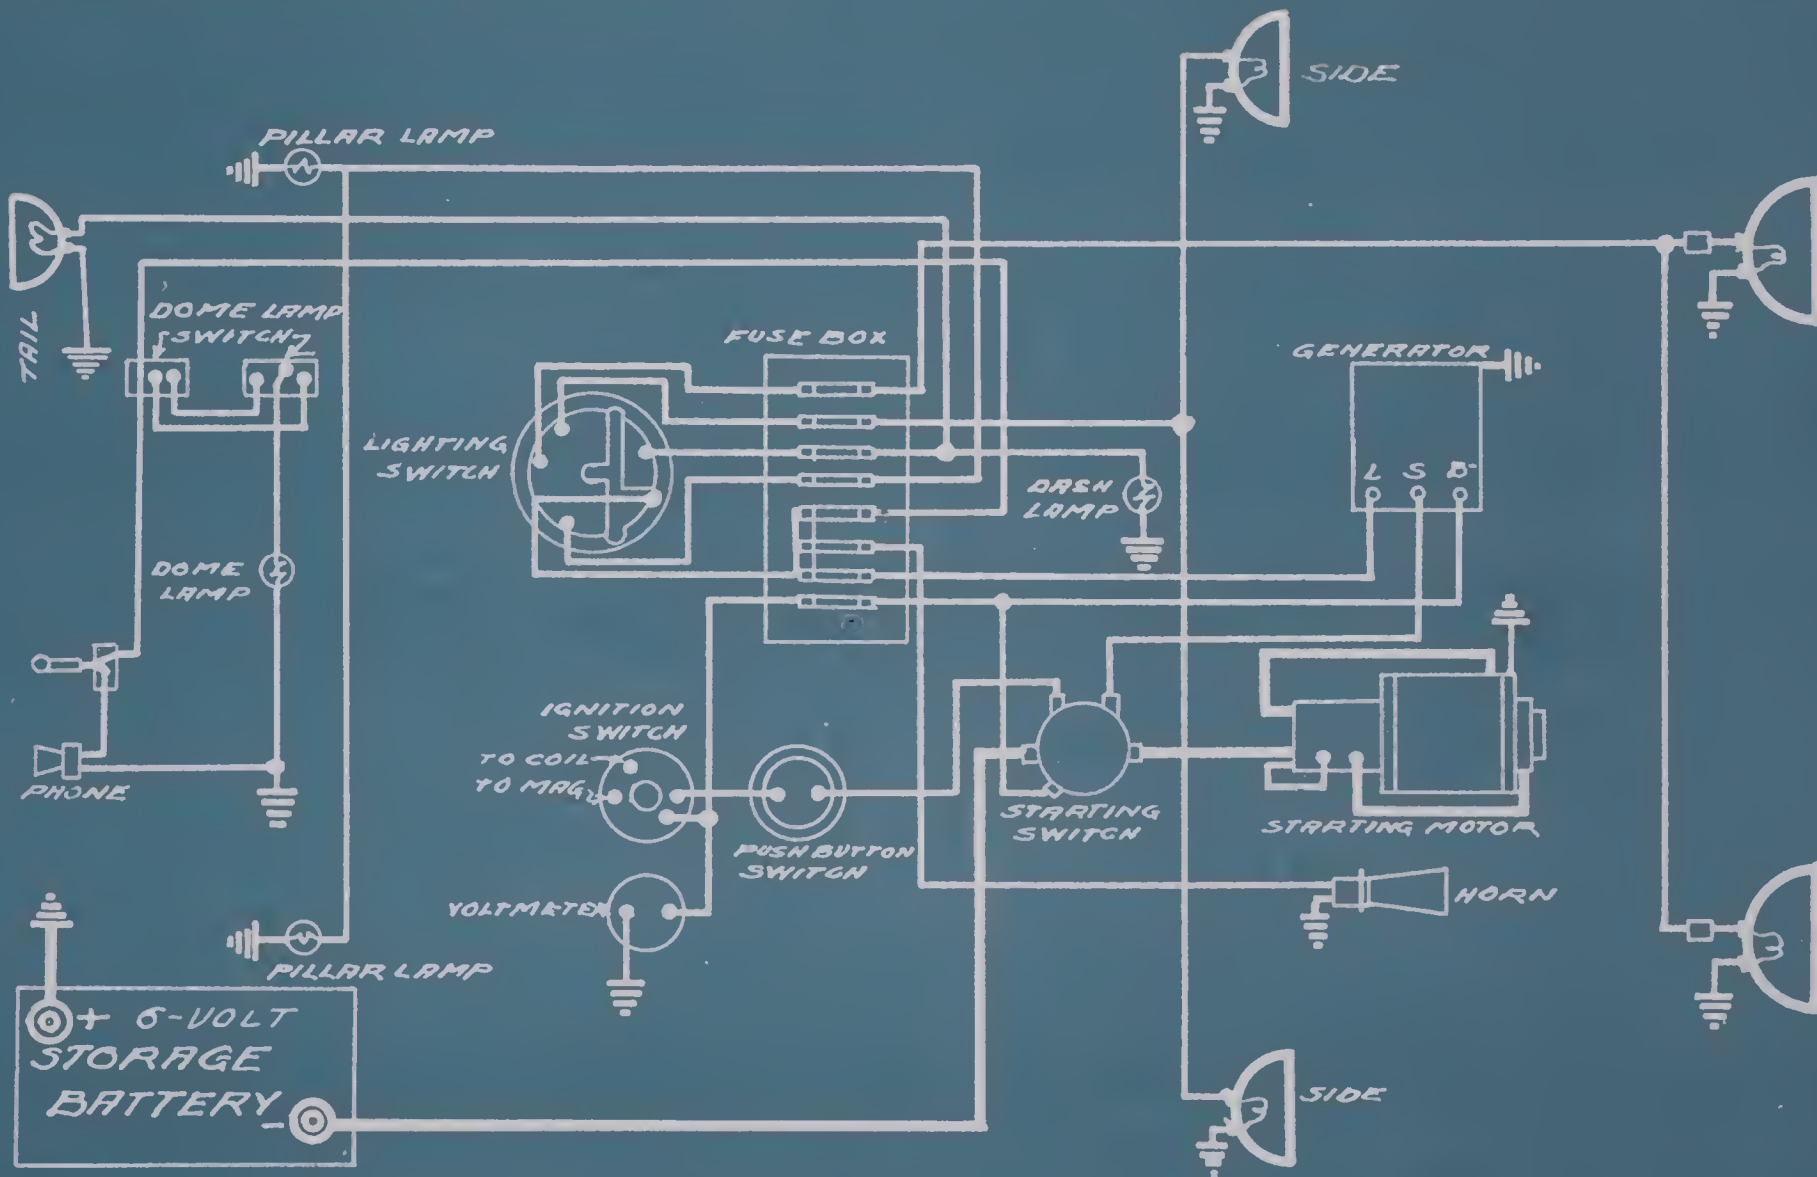 SIDE
PILLAR LAMP
TAIL
DOME LAMP
SWITCH
FUSE BOX
GENERATOR
LIGHTING
SWITCH
L S B-
DASH
LAMP
DOME
LAMP
IGNITION
SWITCH
TO COIL
TO MAG.
PHONE
STARTING
SWITCH
STARTING MOTOR
PUSH BUTTON
SWITCH
VOLTMETER
HORN
PILLAR LAMP
+ 6-VOLT
STORAGE
BATTERY
-
SIDE